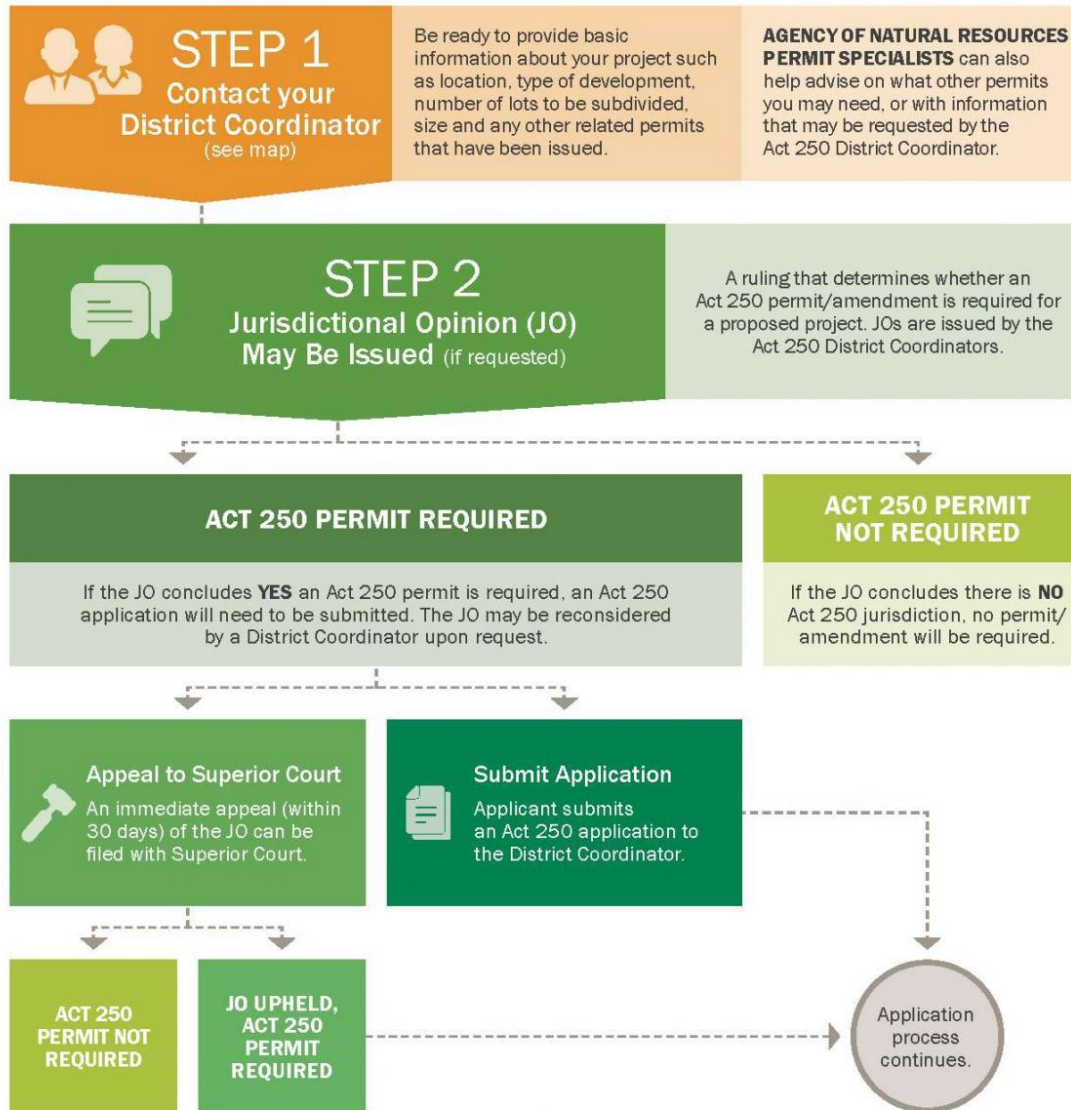 STEP 1
Contact your
District Coordinator
(see map)
Be ready to provide basic
information about your project such
as location, type of development,
number of lots to be subdivided,
size and any other related permits
that have been issued.
AGENCY OF NATURAL RESOURCES
PERMIT SPECIALISTS can also
help advise on what other permits
you may need, or with information
that may be requested by the
Act 250 District Coordinator.
STEP 2
Jurisdictional Opinion (JO)
May Be Issued (if requested)
A ruling that determines whether an
Act 250 permit/amendment is required for
a proposed project. JOs are issued by the
Act 250 District Coordinators.
ACT 250 PERMIT REQUIRED
If the JO concludes YES an Act 250 permit is required, an Act 250
application will need to be submitted. The JO may be reconsidered
by a District Coordinator upon request.
ACT 250 PERMIT
NOT REQUIRED
If the JO concludes there is NO
Act 250 jurisdiction, no permit/
amendment will be required.
Appeal to Superior Court
An immediate appeal (within
30 days) of the JO can be
filed with Superior Court.
Submit Application
Applicant submits
an Act 250 application to
the District Coordinator.
ACT 250
PERMIT NOT
REQUIRED
JO UPHELD,
ACT 250
PERMIT
REQUIRED
Application
process
continues.